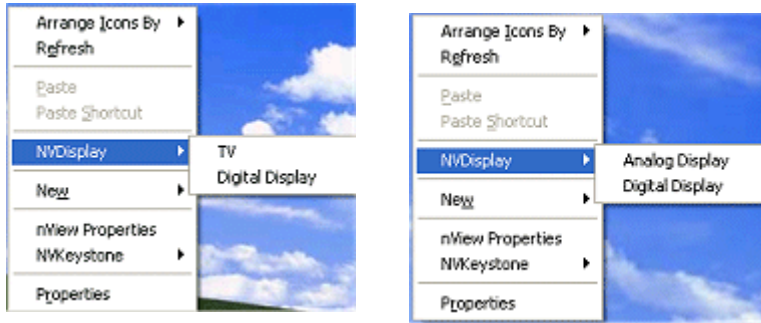 Arrange Icons By
Refresh
Paste
Paste Shortcut
NVDisplay
TV
Digital Display
New
nView Properties
NVKeystone
Properties
Arrange Icons By
Refresh
Paste
Paste Shortcut
NVDisplay
Analog Display
Digital Display
New
nView Properties
NVKeystone
Properties